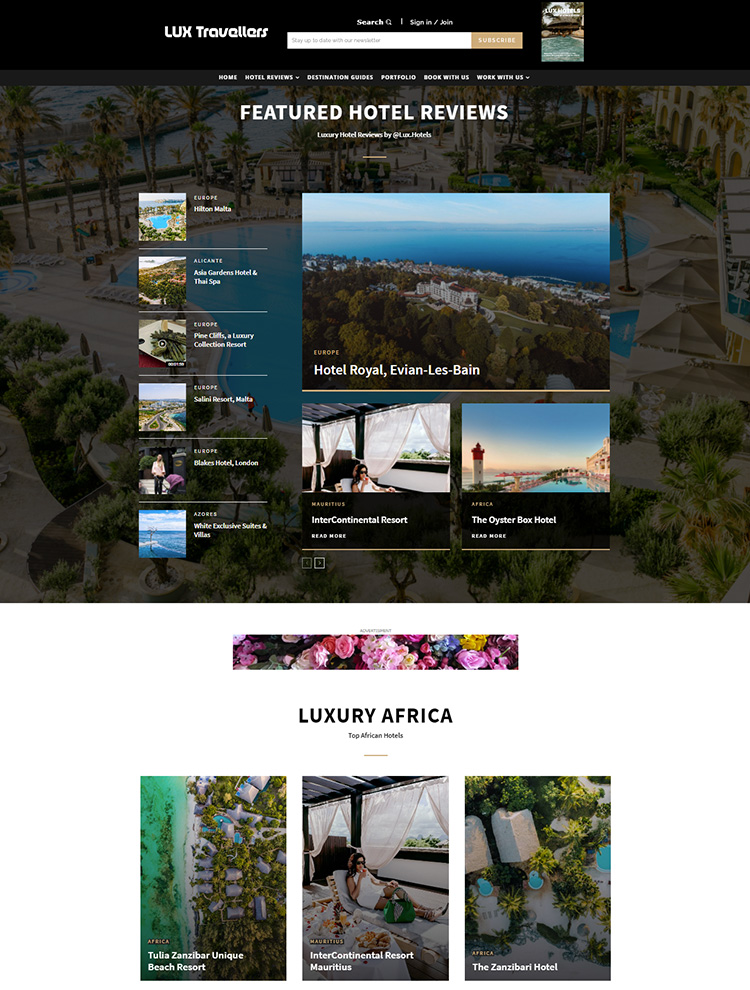 LUX Travellers
Search
Sign in / Join
LUX HOTELS
Stay up to date with our newsletter
SUBSCRIBE
HOME
HOTEL REVIEWS
DESTINATION GUIDES
PORTFOLIO
BOOK WITH US
WORK WITH US
FEATURED HOTEL REVIEWS
Luxury Hotel Reviews by @Lux.Hotels
EUROPE
Hilton Malta
ALICANTE
Asia Gardens Hotel &
Thai Spa
EUROPE
Pine Cliffs, a Luxury
Collection Resort
00:01:59
EUROPE
Salini Resort, Malta
EUROPE
Blakes Hotel, London
AZORES
White Exclusive Suites &
Villas
EUROPE
Hotel Royal, Evian-Les-Bain
MAURITIUS
InterContinental Resort
READ MORE
AFRICA
The Oyster Box Hotel
READ MORE
ADVERTISEMENT
LUXURY AFRICA
Top African Hotels
AFRICA
Tulia Zanzibar Unique
Beach Resort
MAURITIUS
InterContinental Resort
Mauritius
AFRICA
The Zanzibari Hotel